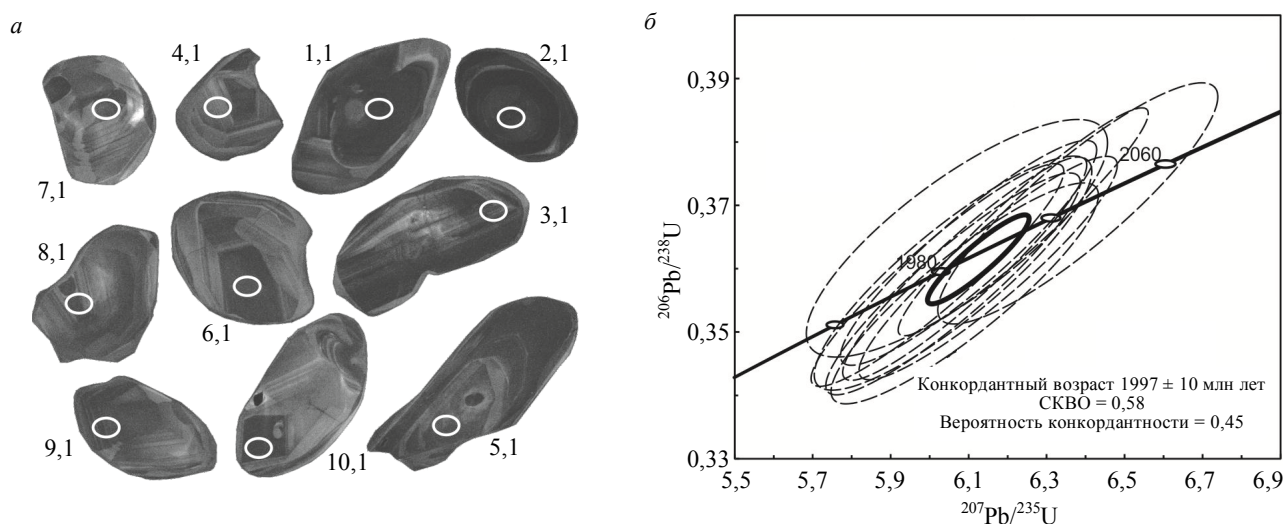 а
4,1
1,1
2,1
7,1
8,1
6,1
3,1
9,1
10,1
5,1
б
206Pb/238U
0,39
0,37
0,35
0,33
2060
1980
Конкордантный возраст 1997 ± 10 млн лет
СКВО = 0,58
Вероятность конкордантности = 0,45
5,5 5,7 5,9 6,1 6,3 6,5 6,7 6,9
207Pb/235U